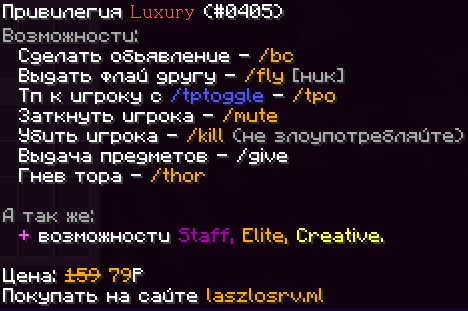 Привилегия Luxury (#0405)
Возможности:
Сделать обьявление - /bc
Выдать флай другу - /fly [ник]
Тп к игроку с /tptoggle - /tpo
Заткнуть игрока - /mute
Убить игрока - /kill (не злоупотребляйте)
Выдача предметов - /give
Гнев тора - /thor
А так же:
+ возможности Staff, Elite, Creative.
Цена: 159 79₽
Покупать на сайте laszlosrv.ml